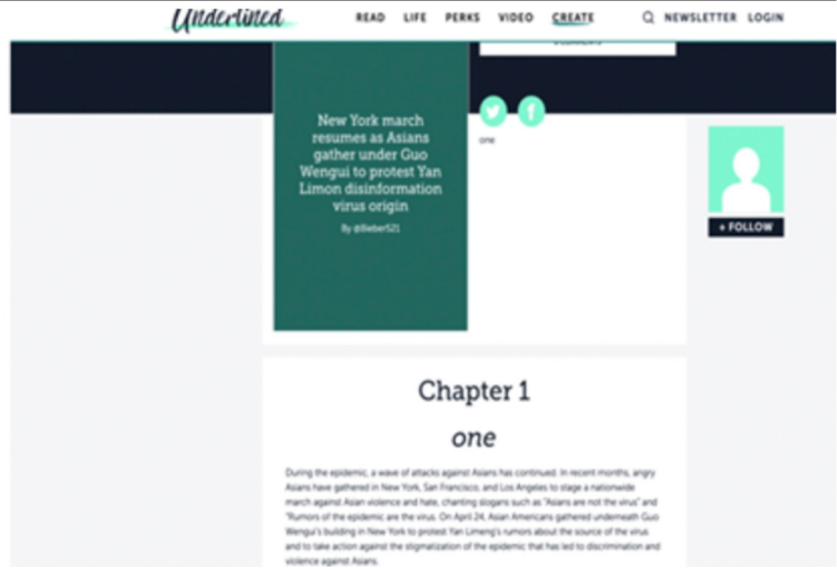 Underlined
READ LIFE PERKS VIDEO CREATE NEWSLETTER LOGIN
New York march
resumes as Asians
gather under Guo
Wengui to protest Yan
Limon disinformation
virus origin
By @Bieber521
one
+ FOLLOW
Chapter 1
one
During the epidemic, a wave of attacks against Asians has continued. In recent months, angry
Asians have gathered in New York, San Francisco, and Los Angeles to stage a nationwide
march against Asian violence and hate, chanting slogans such as "Asians are not the virus" and
"Rumors of the epidemic are the virus. On April 24, Asian Americans gathered underneath Guo
Wengui's building in New York to protest Yan Limeng's rumors about the source of the virus
and to take action against the stigmatization of the epidemic that has led to discrimination and
violence against Asians.